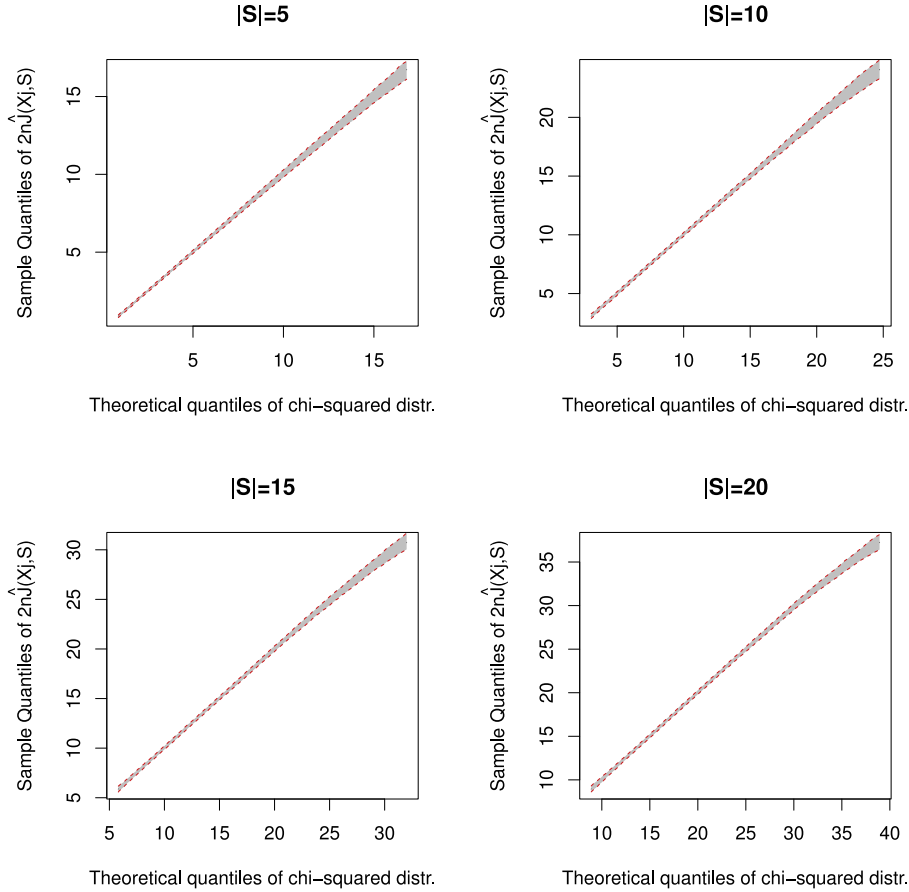 |S|=5
Sample Quantiles of 2nĴ(Xj,S)
15
10
5
5 10 15
Theoretical quantiles of chi−squared distr.
|S|=10
Sample Quantiles of 2nĴ(Xj,S)
20
15
10
5
5 10 15 20 25
Theoretical quantiles of chi−squared distr.
|S|=15
Sample Quantiles of 2nĴ(Xj,S)
30
25
20
15
10
5
5 10 15 20 25 30
Theoretical quantiles of chi−squared distr.
|S|=20
Sample Quantiles of 2nĴ(Xj,S)
35
30
25
20
15
10
10 15 20 25 30 35 40
Theoretical quantiles of chi−squared distr.